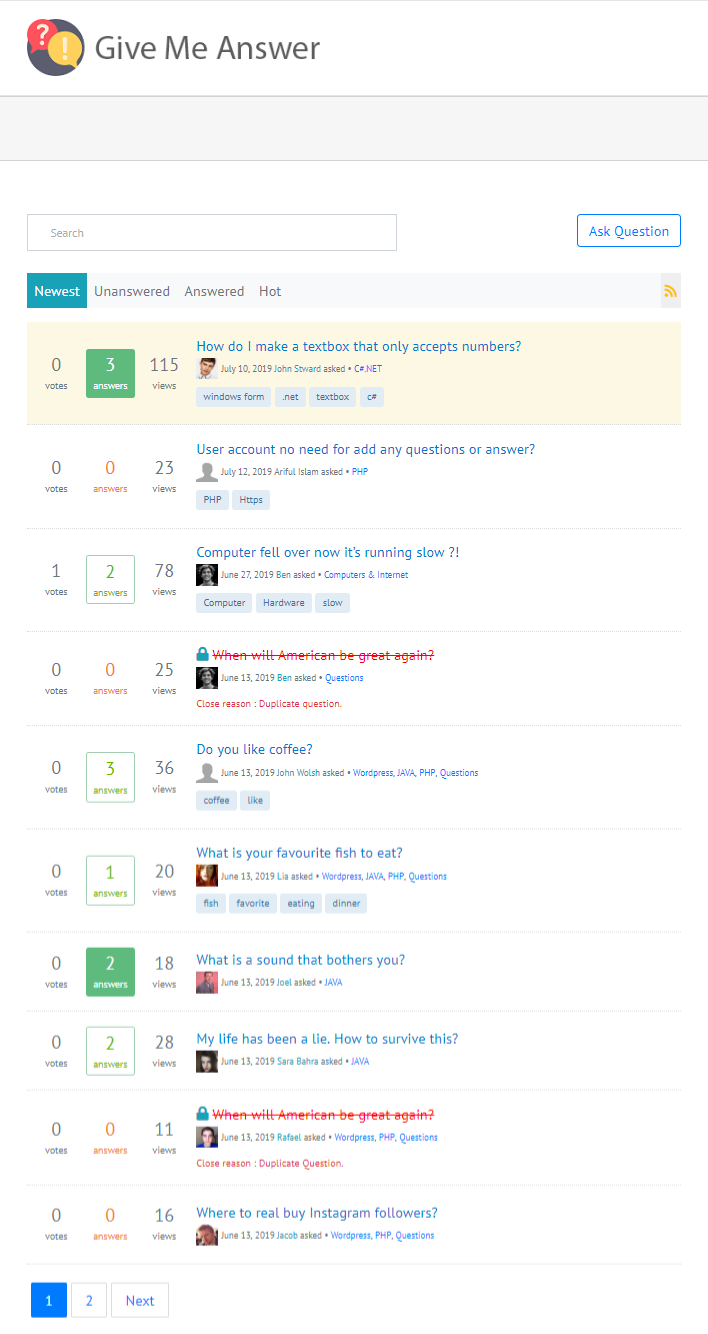 Give Me Answer
Search
Ask Question
Newest Unanswered Answered Hot
How do I make a textbox that only accepts numbers?
0 3 115
votes answers views
July 10, 2019 John Stward asked • C#.NET
windows form .net textbox c#
User account no need for add any questions or answer?
0 0 23
votes answers views
July 12, 2019 Ariful Islam asked • PHP
PHP Https
Computer fell over now it's running slow ?!
1 2 78
votes answers views
June 27, 2019 Ben asked • Computers & Internet
Computer Hardware slow
When will American be great again?
0 0 25
votes answers views
June 13, 2019 Ben asked • Questions
Close reason : Duplicate question.
Do you like coffee?
0 3 36
votes answers views
June 13, 2019 John Wolsh asked • Wordpress, JAVA, PHP, Questions
coffee like
What is your favourite fish to eat?
0 1 20
votes answers views
June 13, 2019 Lia asked • Wordpress, JAVA, PHP, Questions
fish favorite eating dinner
What is a sound that bothers you?
0 2 18
votes answers views
June 13, 2019 Joel asked • JAVA
My life has been a lie. How to survive this?
0 2 28
votes answers views
June 13, 2019 Sara Bahra asked • JAVA
When will American be great again?
0 0 11
votes answers views
June 13, 2019 Rafael asked • Wordpress, PHP, Questions
Close reason : Duplicate Question.
Where to real buy Instagram followers?
0 0 16
votes answers views
June 13, 2019 Jacob asked • Wordpress, PHP, Questions
1 2 Next